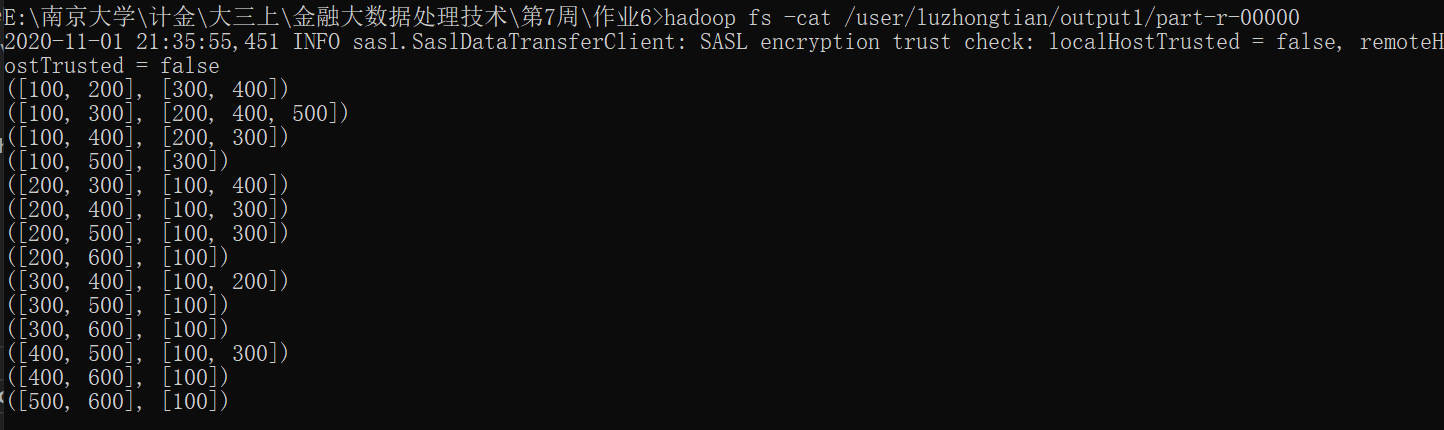 E:\南京大学\计金\大三上\金融大数据处理技术\第7周\作业6>hadoop fs -cat /user/luzhongtian/output1/part-r-00000
2020-11-01 21:35:55,451 INFO sasl.SaslDataTransferClient: SASL encryption trust check: localHostTrusted = false, remoteH
ostTrusted = false
([100, 200], [300, 400])
([100, 300], [200, 400, 500])
([100, 400], [200, 300])
([100, 500], [300])
([200, 300], [100, 400])
([200, 400], [100, 300])
([200, 500], [100, 300])
([200, 600], [100])
([300, 400], [100, 200])
([300, 500], [100])
([300, 600], [100])
([400, 500], [100, 300])
([400, 600], [100])
([500, 600], [100])